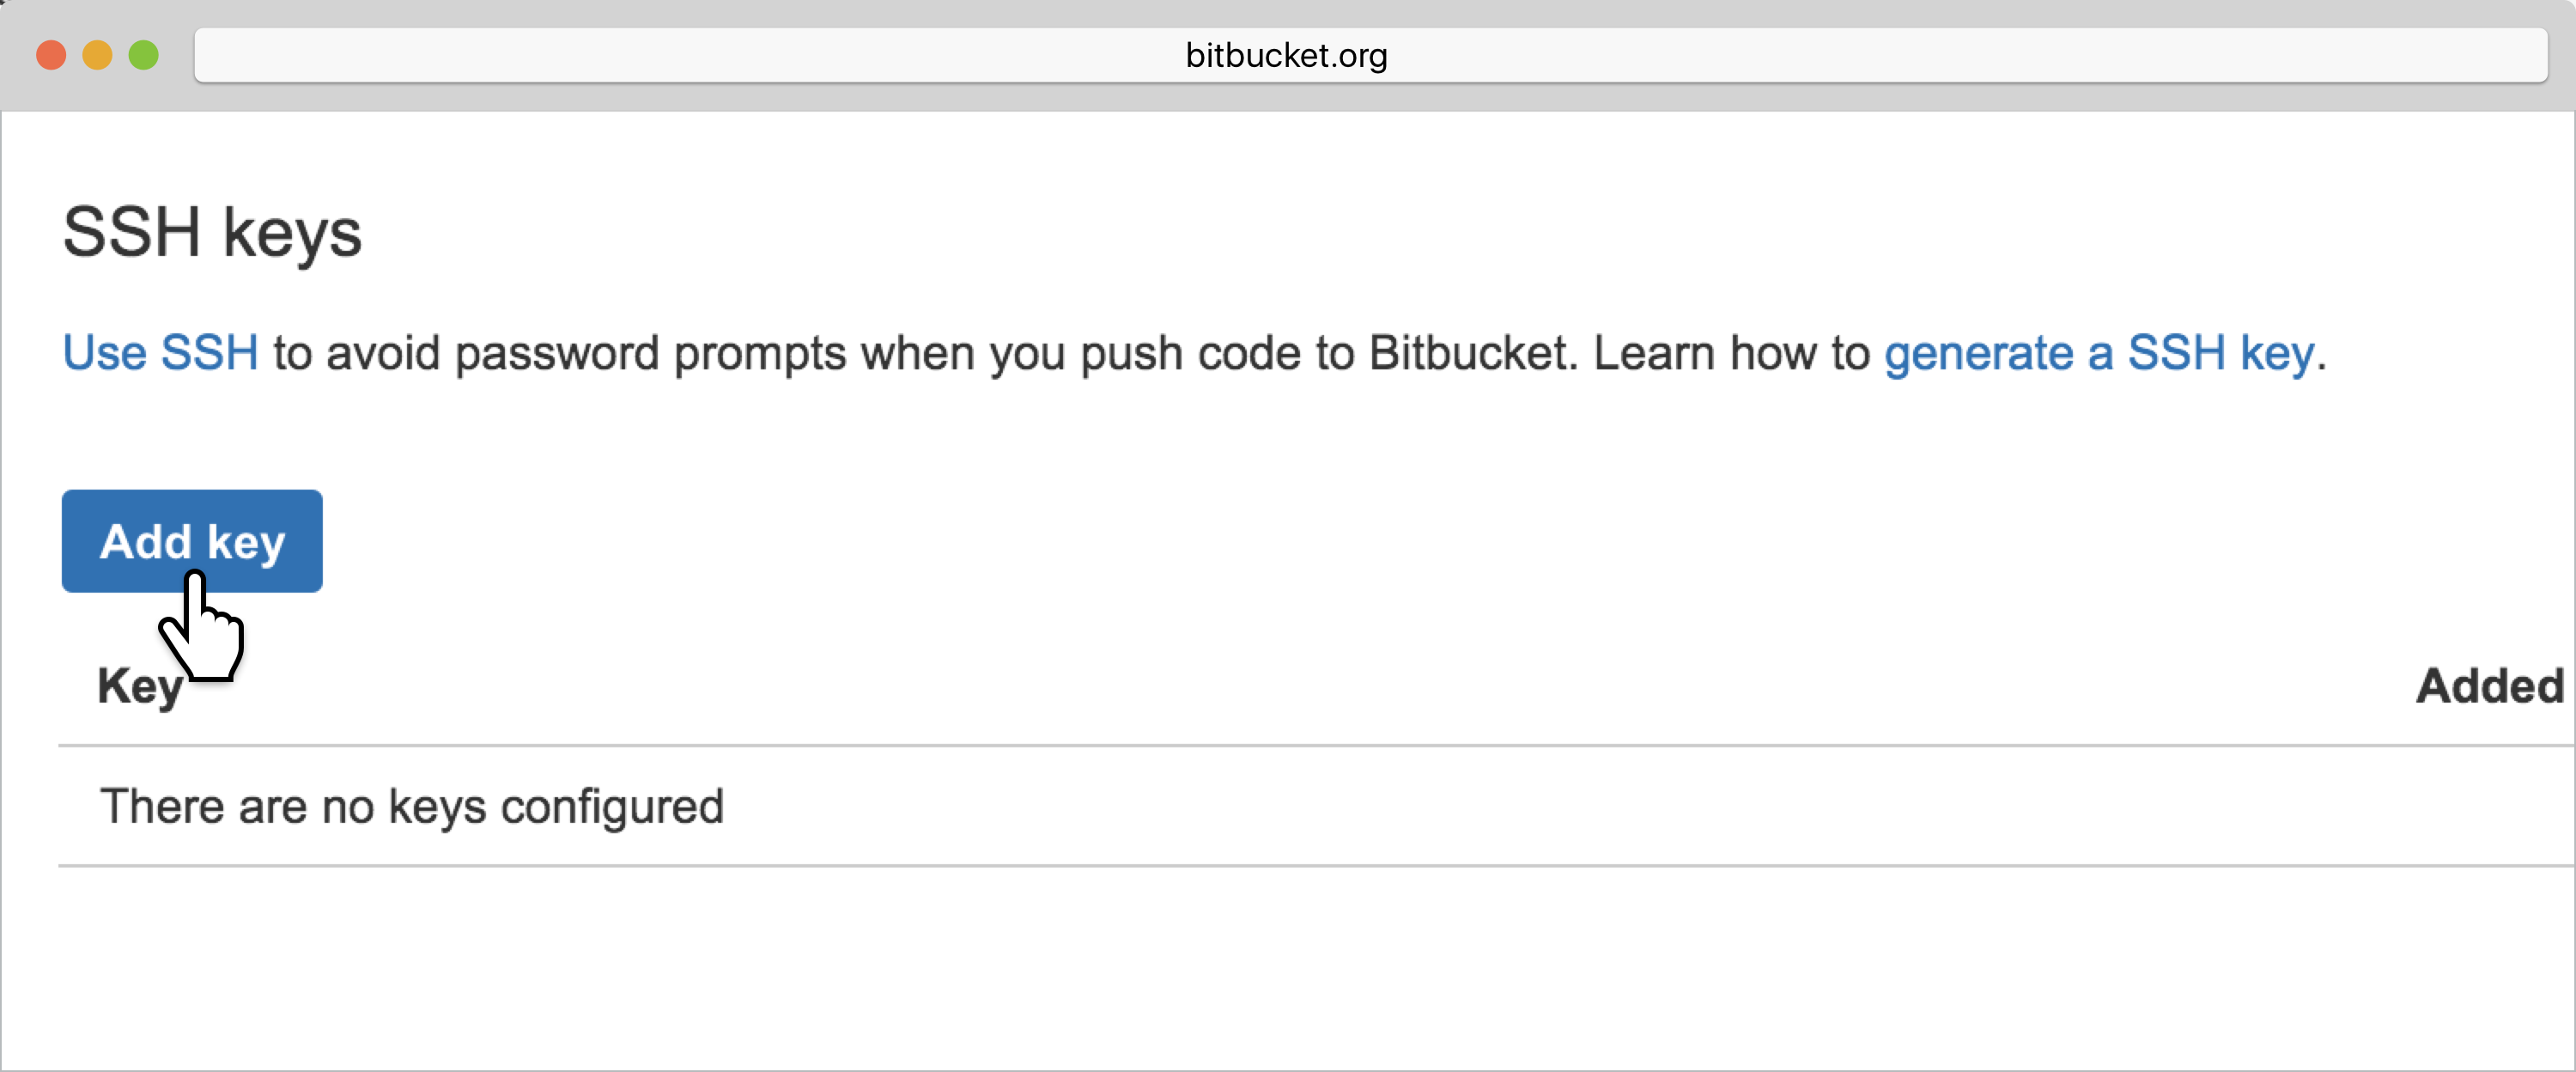 bitbucket.org
SSH keys
Use SSH to avoid password prompts when you push code to Bitbucket. Learn how to generate a SSH key.
Add key
Key Added
There are no keys configured